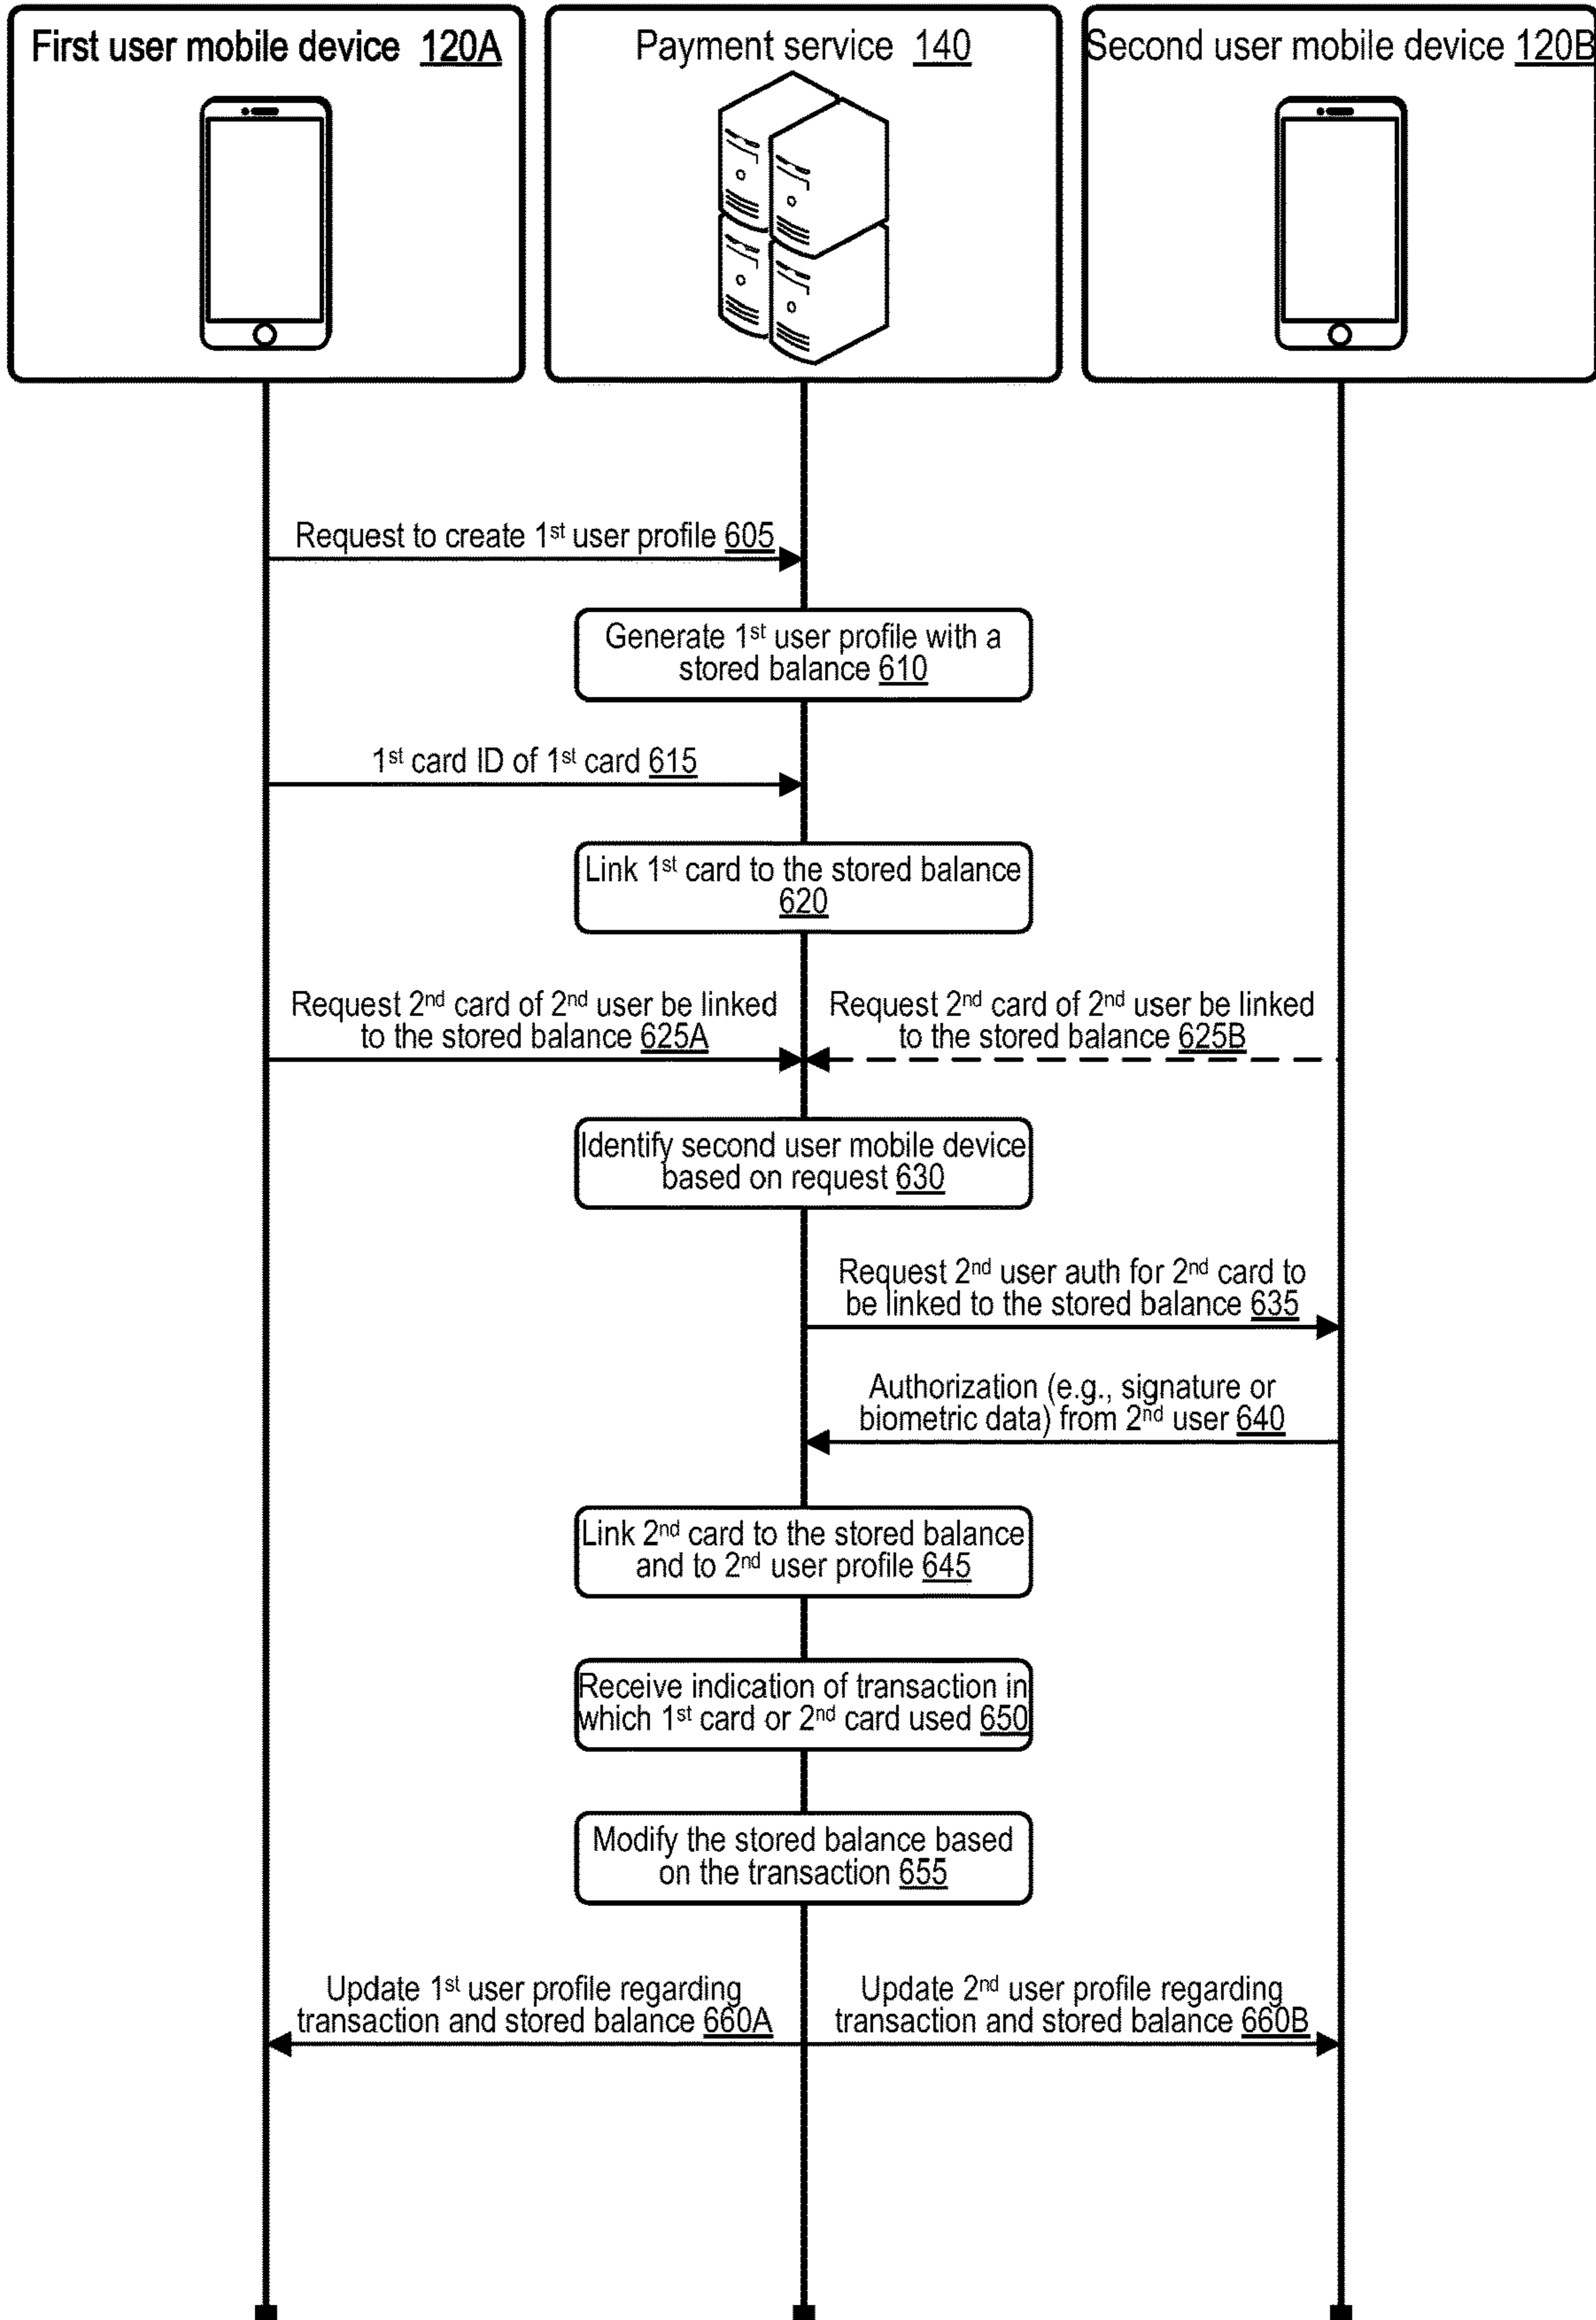 First user mobile device 120A
Payment service 140
Second user mobile device 120B
Request to create 1st user profile 605
Generate 1st user profile with a
stored balance 610
1st card ID of 1st card 615
Link 1st card to the stored balance
620
Request 2nd card of 2nd user be linked
to the stored balance 625A
Request 2nd card of 2nd user be linked
to the stored balance 625B
Identify second user mobile device
based on request 630
Request 2nd user auth for 2nd card to
be linked to the stored balance 635
Authorization (e.g., signature or
biometric data) from 2nd user 640
Link 2nd card to the stored balance
and to 2nd user profile 645
Receive indication of transaction in
which 1st card or 2nd card used 650
Modify the stored balance based
on the transaction 655
Update 1st user profile regarding
transaction and stored balance 660A
Update 2nd user profile regarding
transaction and stored balance 660B